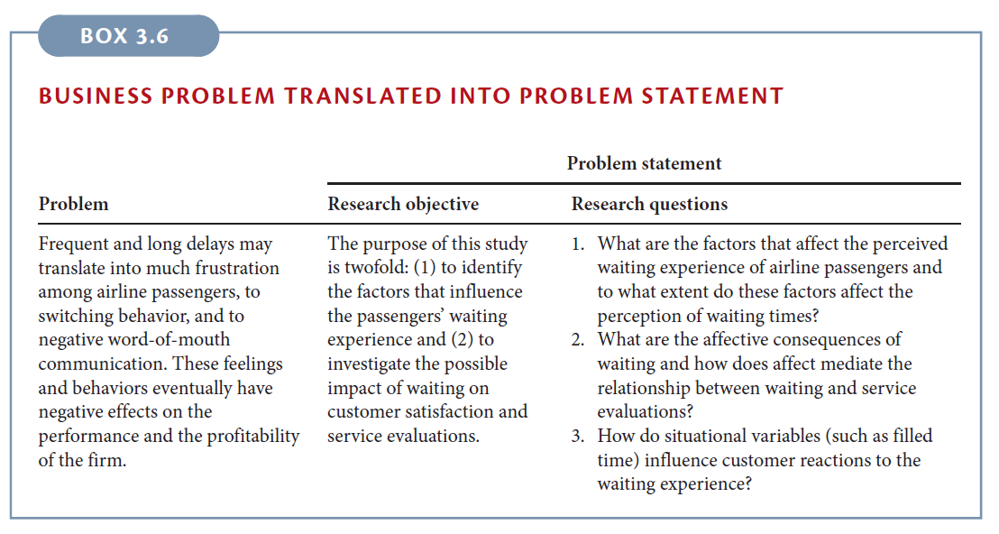 BOX 3.6
BUSINESS PROBLEM TRANSLATED INTO PROBLEM STATEMENT
Problem statement
Problem
Research objective
Research questions
Frequent and long delays may
translate into much frustration
among airline passengers, to
switching behavior, and to
negative word-of-mouth
communication. These feelings
and behaviors eventually have
negative effects on the
performance and the profitability
of the firm.
The purpose of this study
is twofold: (1) to identify
the factors that influence
the passengers’ waiting
experience and (2) to
investigate the possible
impact of waiting on
customer satisfaction and
service evaluations.
1. What are the factors that affect the perceived
waiting experience of airline passengers and
to what extent do these factors affect the
perception of waiting times?
2. What are the affective consequences of
waiting and how does affect mediate the
relationship between waiting and service
evaluations?
3. How do situational variables (such as filled
time) influence customer reactions to the
waiting experience?